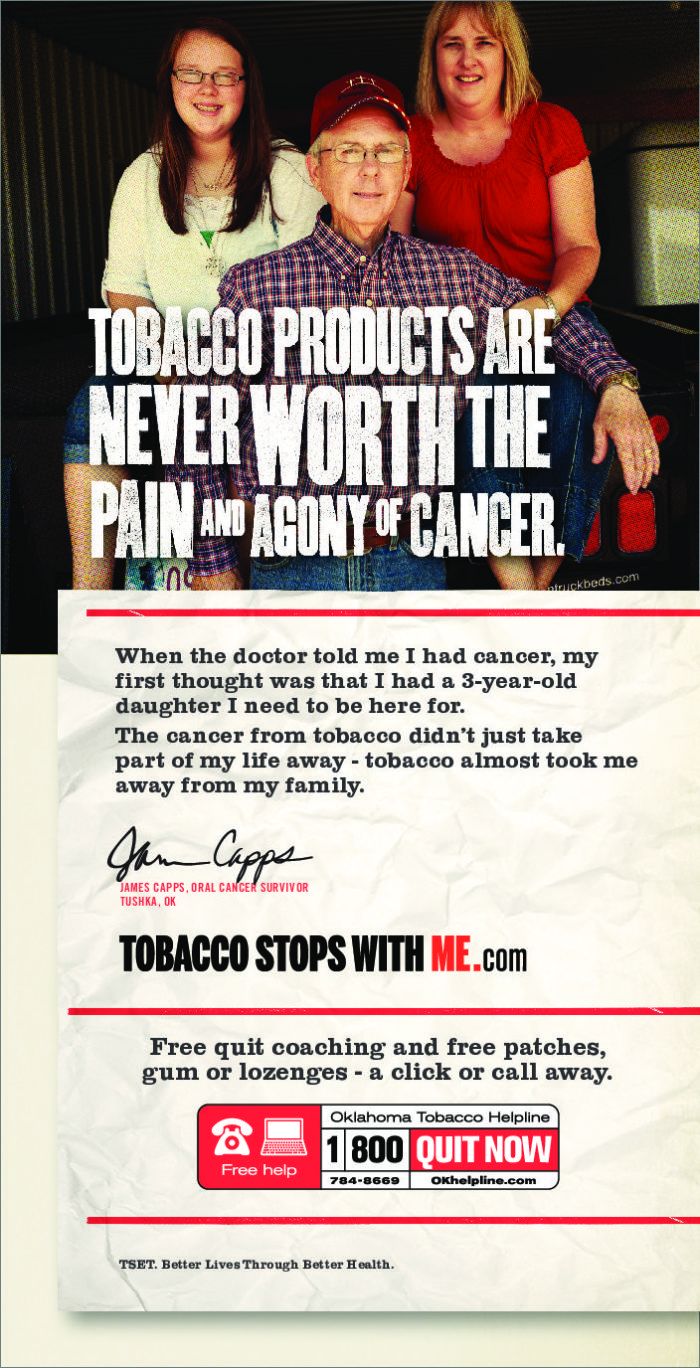 TOBACCO PRODUCTS ARE
NEVER WORTH THE
PAIN AND AGONY OF CANCER.
truckbeds.com
When the doctor told me I had cancer, my
first thought was that I had a 3-year-old
daughter I need to be here for.
The cancer from tobacco didn't just take
part of my life away - tobacco almost took me
away from my family.
James Capps
JAMES CAPPS, ORAL CANCER SURVIVOR
TUSHKA, OK
TOBACCO STOPS WITH ME.com
Free quit coaching and free patches,
gum or lozenges - a click or call away.
Free help
Oklahoma Tobacco Helpline
1 800 QUIT NOW
784-8669 OKhelpline.com
TSET. Better Lives Through Better Health.